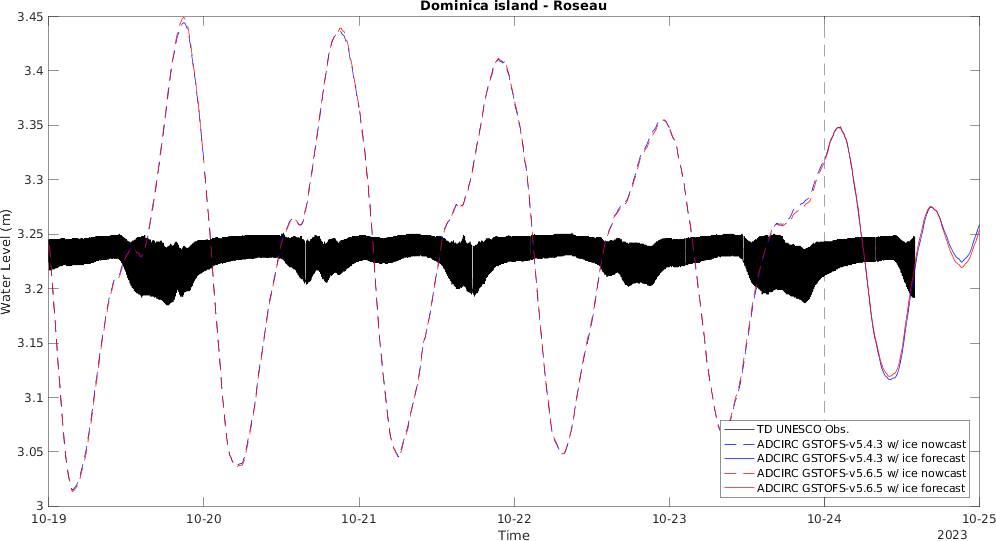 Dominica island - Roseau
3.45
3.4
3.35
3.3
3.25
3.2
3.15
3.1
3.05
3
Water Level (m)
TD UNESCO Obs.
ADCIRC GSTOFS-v5.4.3 w/ ice nowcast
ADCIRC GSTOFS-v5.4.3 w/ ice forecast
ADCIRC GSTOFS-v5.6.5 w/ ice nowcast
ADCIRC GSTOFS-v5.6.5 w/ ice forecast
10-19 10-20 10-21 10-22 10-23 10-24 10-25
Time 2023